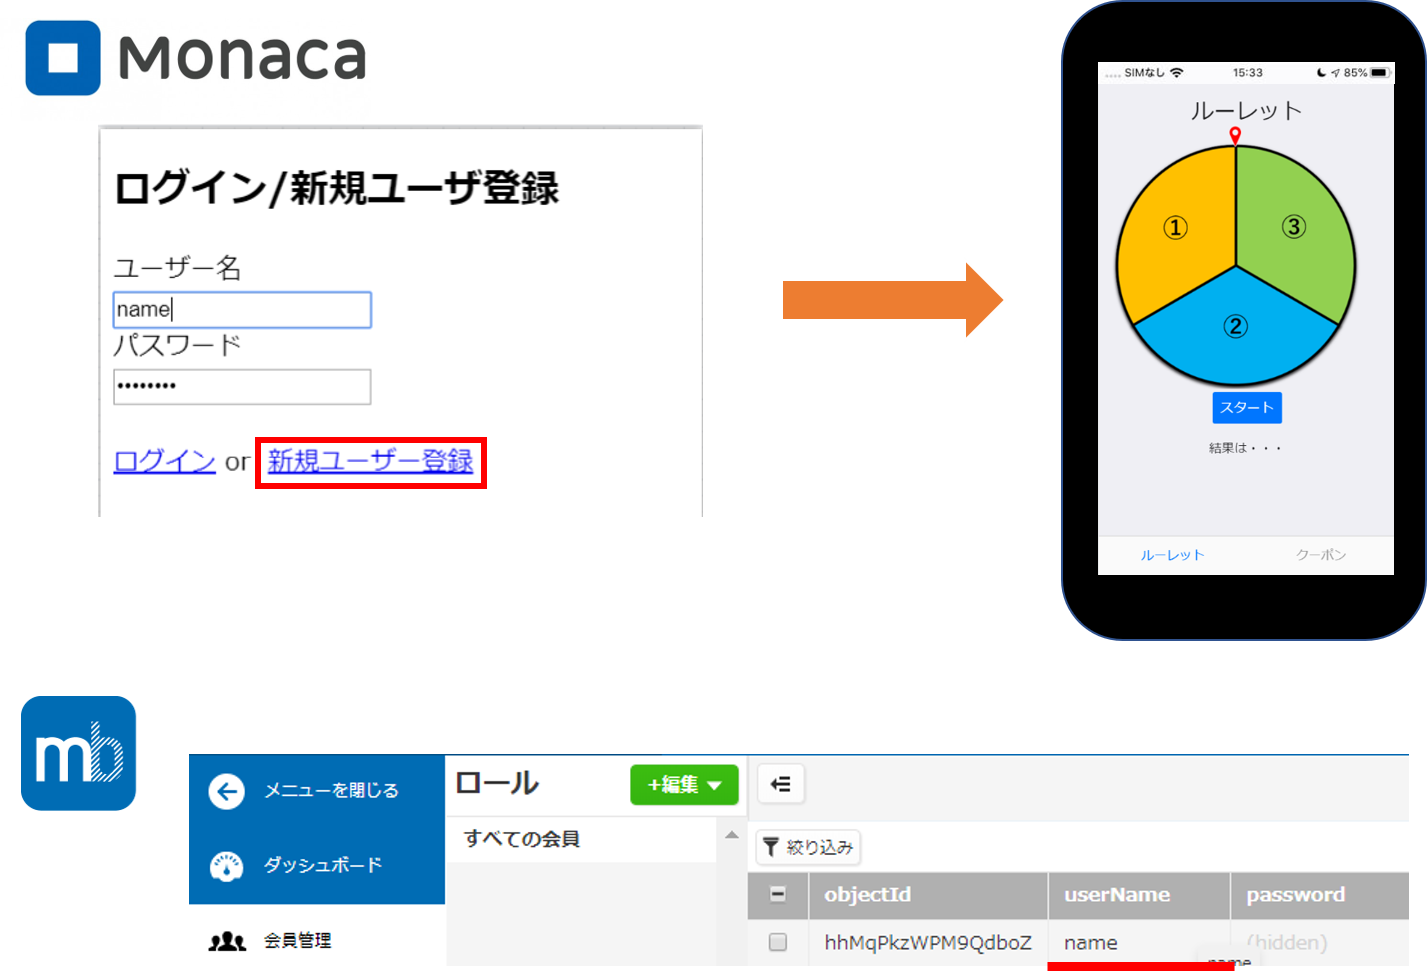 Monaca
ログイン/新規ユーザ登録
ユーザー名
name
パスワード
••••••••
ログイン or 新規ユーザー登録
SIMなし 15:33 85%
ルーレット
①
③
②
スタート
結果は・・・
ルーレット クーポン
mb
メニューを閉じる
ダッシュボード
会員管理
ロール
+編集
すべての会員
絞り込み
objectId userName password
hhMqPkzWPM9QdboZ name (hidden)
name